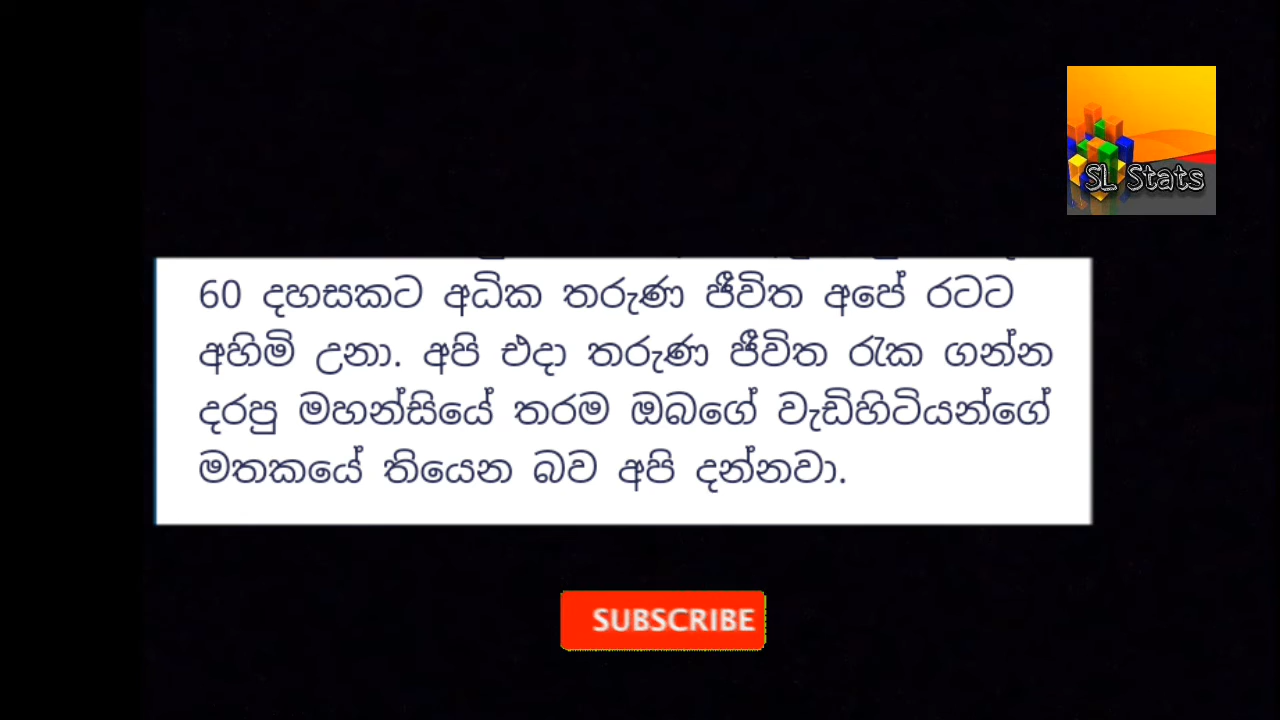 SL Stats
60 දහසකට අධික තරුණ ජීවිත අපේ රටට
අහිමි උනා. අපි එදා තරුණ ජීවිත රැක ගන්න
දරපු මහන්සියේ තරම ඔබගේ වැඩිහිටියන්ගේ
මතකයේ තියෙන බව අපි දන්නවා.
SUBSCRIBE